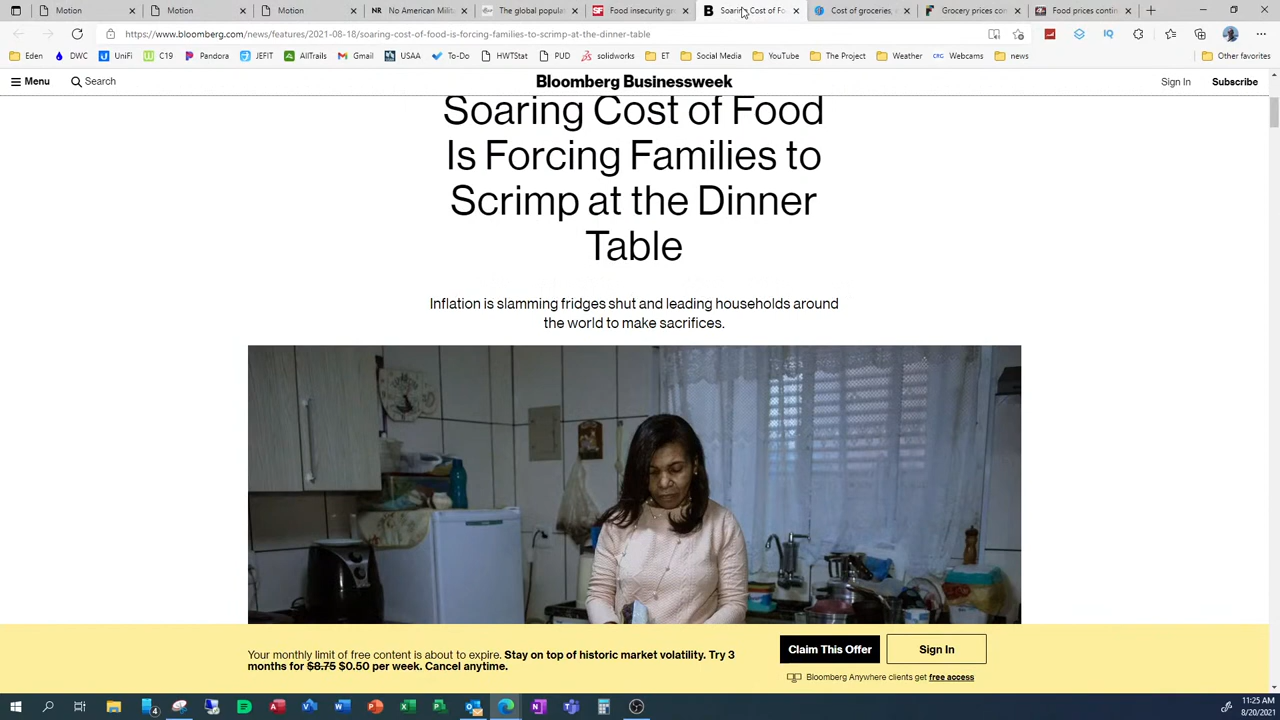 Motion
Motion
Motion
NR No American Milit
The global populat
SF Food insecurity gr
B Soaring Cost of Fo
Cost of groceries,
Grocery prices con
Food prices contin
https://www.bloomberg.com/news/features/2021-08-18/soaring-cost-of-food-is-forcing-families-to-scrimp-at-the-dinner-table
Eden DWC UniFi C19 Pandora JEFIT AllTrails Gmail USAA To-Do HWTStat PUD solidworks ET Social Media YouTube The Project Weather CRG Webcams news Other favorites
Menu Search Bloomberg Businessweek Sign In Subscribe
Soaring Cost of Food
Is Forcing Families to
Scrimp at the Dinner
Table
Inflation is slamming fridges shut and leading households around
the world to make sacrifices.
Your monthly limit of free content is about to expire. Stay on top of historic market volatility. Try 3
months for $8.75 $0.50 per week. Cancel anytime.
Claim This Offer Sign In
Bloomberg Anywhere clients get free access
11:25 AM
8/20/2021